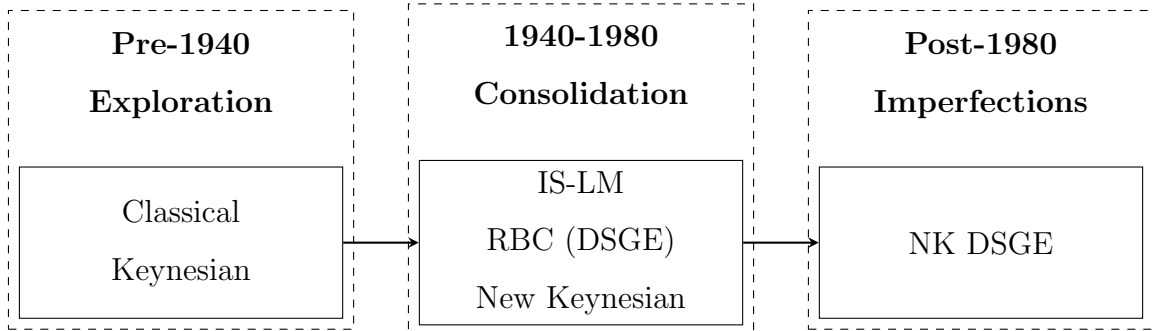 Pre-1940
Exploration
Classical
Keynesian
1940-1980
Consolidation
IS-LM
RBC (DSGE)
New Keynesian
Post-1980
Imperfections
NK DSGE